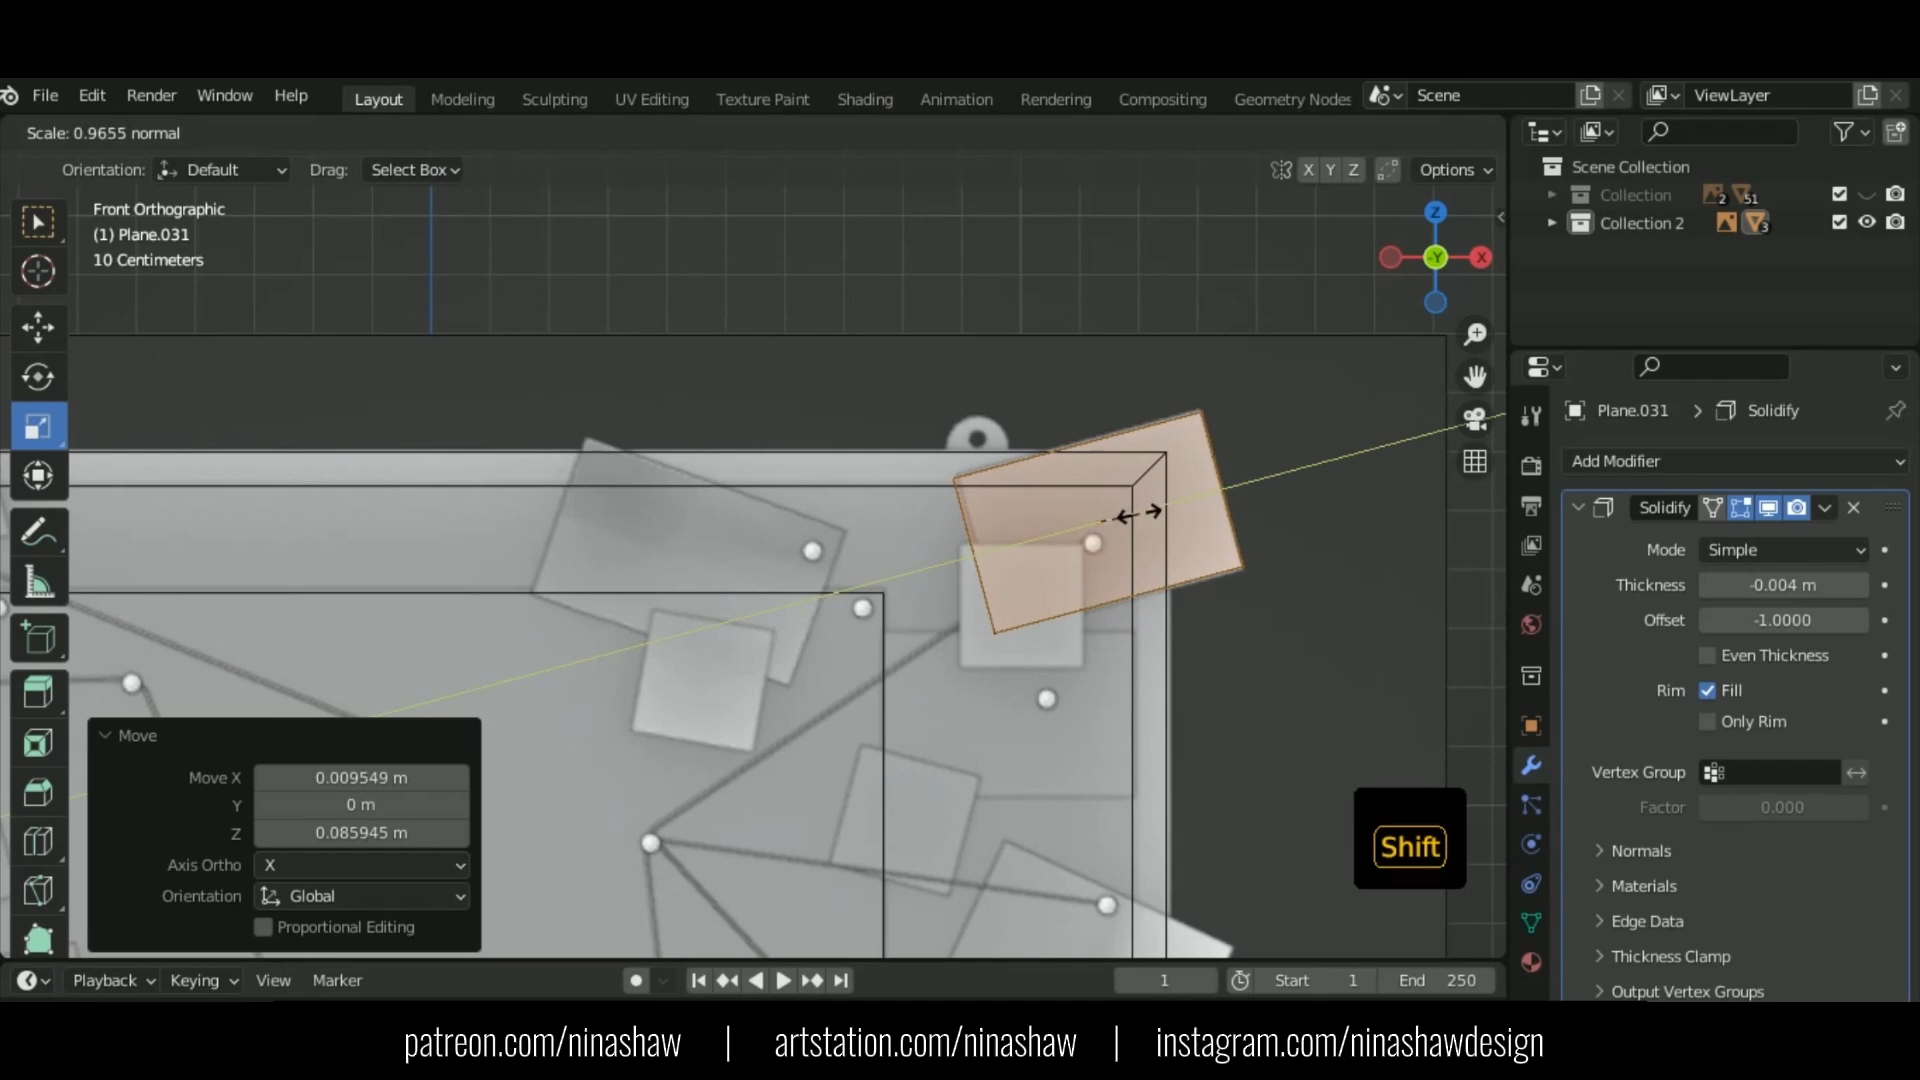 File Edit Render Window Help Layout Modeling Sculpting UV Editing Texture Paint Shading Animation Rendering Compositing Geometry Nodes Scene ViewLayer
Scale: 0.9655 normal
Orientation: Default Drag: Select Box X Y Z Options
Front Orthographic
(1) Plane.031
10 Centimeters
Z
-Y X
Scene Collection
Collection 2 51
Collection 2 3
Plane.031 Solidify
Add Modifier
Solidify
Mode Simple
Thickness -0.004 m
Offset -1.0000
Even Thickness
Rim Fill
Only Rim
Vertex Group
Factor 0.000
Normals
Materials
Edge Data
Thickness Clamp
Output Vertex Groups
Move
Move X 0.009549 m
Y 0 m
Z 0.085945 m
Axis Ortho X
Orientation Global
Proportional Editing
Shift
Playback Keying View Marker 1 Start 1 End 250
patreon.com/ninashaw | artstation.com/ninashaw | instagram.com/ninashawdesign